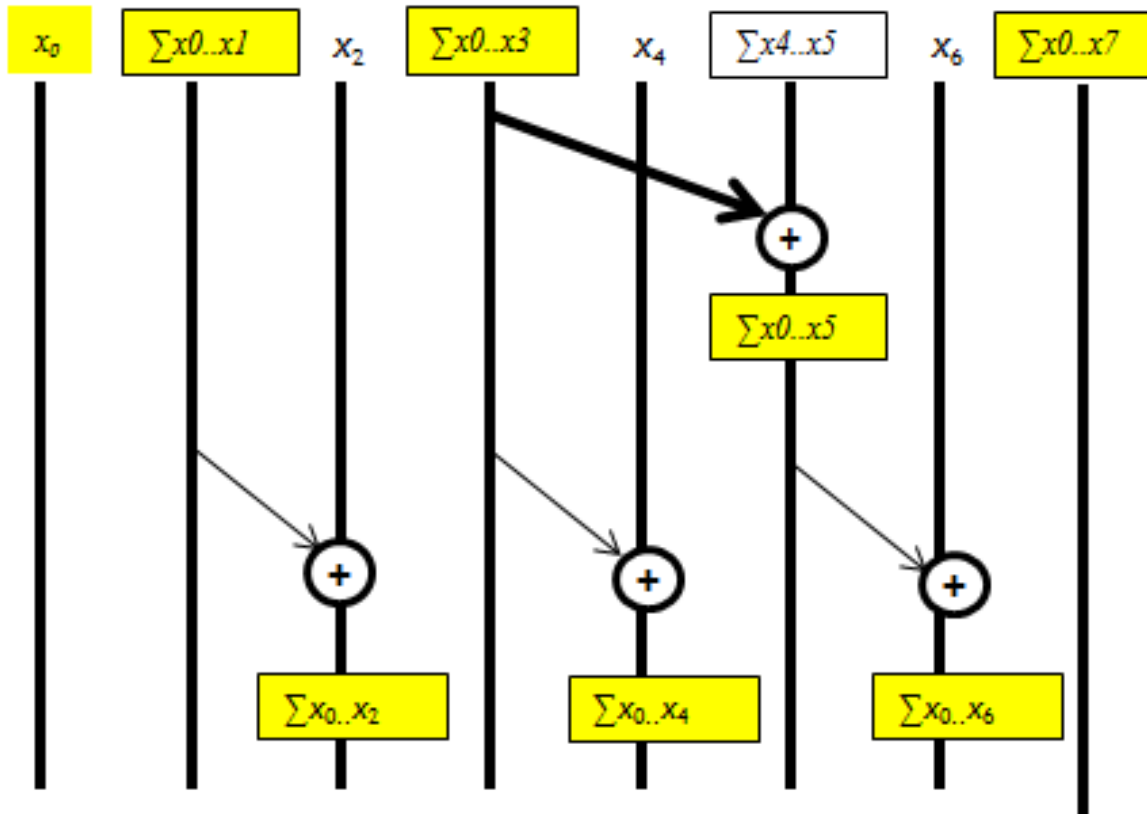 x₀ ∑x0..x1 x₂ ∑x0..x3 x₄ ∑x4..x5 x₆ ∑x0..x7
+
∑x0..x5
+ + +
∑x₀..x₂ ∑x₀..x₄ ∑x₀..x₆